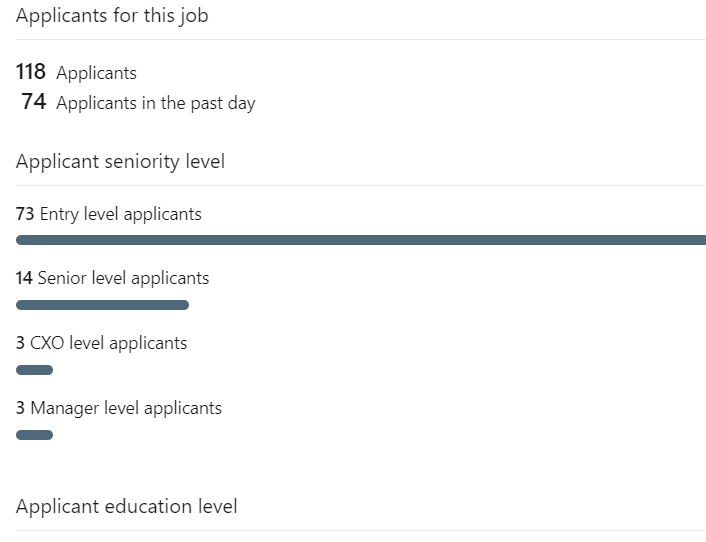 Applicants for this job
118 Applicants
74 Applicants in the past day
Applicant seniority level
73 Entry level applicants
14 Senior level applicants
3 CXO level applicants
3 Manager level applicants
Applicant education level